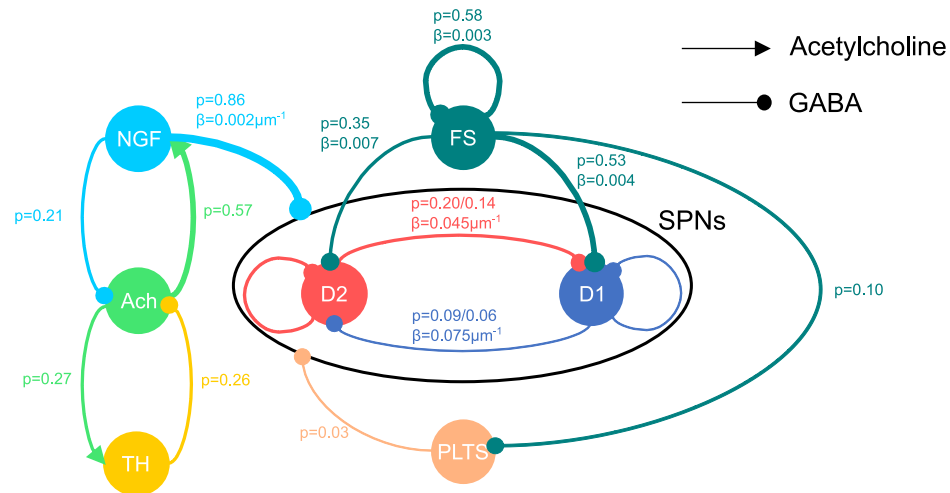 p=0.58
β=0.003
Acetylcholine
GABA
p=0.86
β=0.002µm⁻¹
NGF
p=0.35
β=0.007
FS
p=0.53
β=0.004
p=0.21
p=0.57
p=0.20/0.14
β=0.045µm⁻¹
SPNs
Ach
D2
D1
p=0.10
p=0.09/0.06
β=0.075µm⁻¹
p=0.27
p=0.26
p=0.03
PLTS
TH